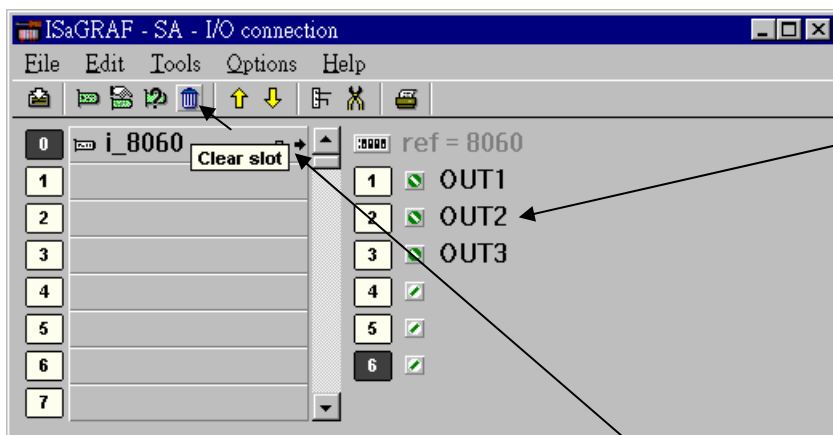 ISaGRAF - SA - I/O connection
File Edit Tools Options Help
0 i_8060
Clear slot
1
2
3
4
5
6
7
ref = 8060
1 OUT1
2 OUT2
3 OUT3
4
5
6